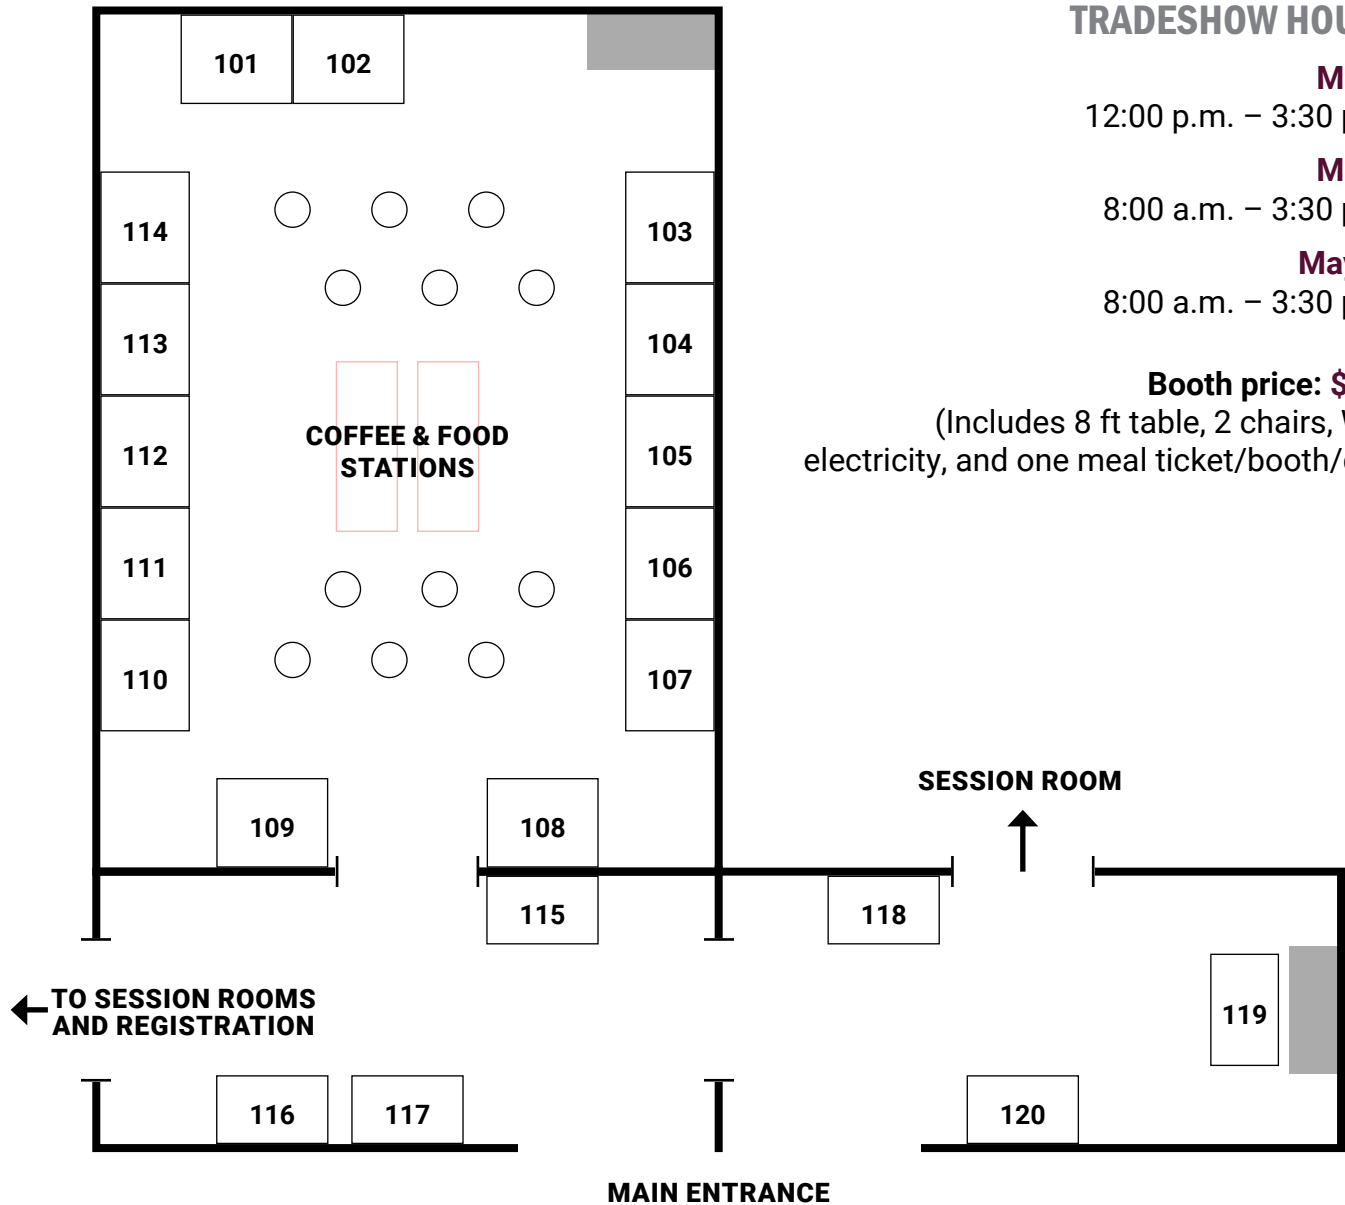 TRADESHOW
12:00 p.m. – 3:30
8:00 a.m. – 3:30
8:00 a.m. – 3:30
Booth price: $
(Includes 8 ft table, 2 chairs,
electricity, and one meal ticket/booth/
101 102
114
103
113
104
COFFEE & FOOD
STATIONS
112
105
111
106
110
107
SESSION ROOM
109
108
115
118
TO SESSION ROOMS
AND REGISTRATION
119
116
117
120
MAIN ENTRANCE